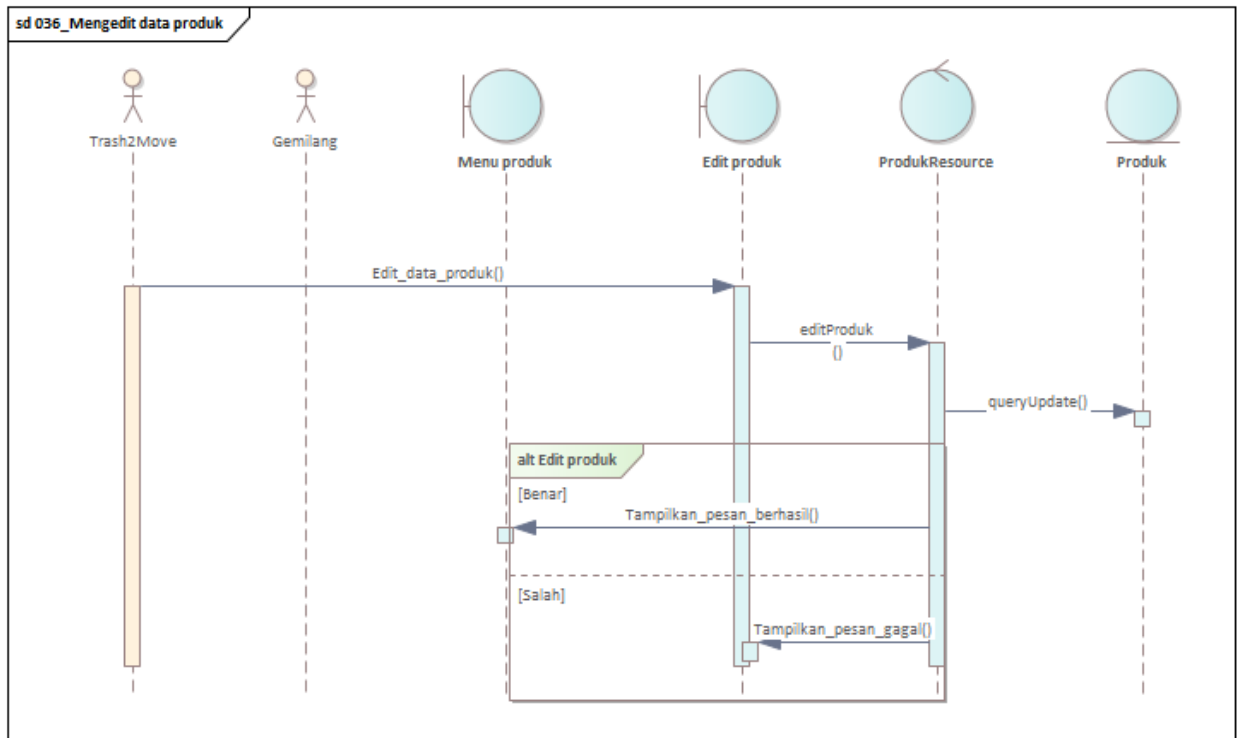 sd 036_Mengedit data produk
Trash2Move
Gemilang
Menu produk
Edit produk
ProdukResource
Produk
Edit_data_produk()
editProduk
()
queryUpdate()
alt Edit produk
[Benar]
Tampilkan_pesan_berhasil()
[Salah]
Tampilkan_pesan_gagal()